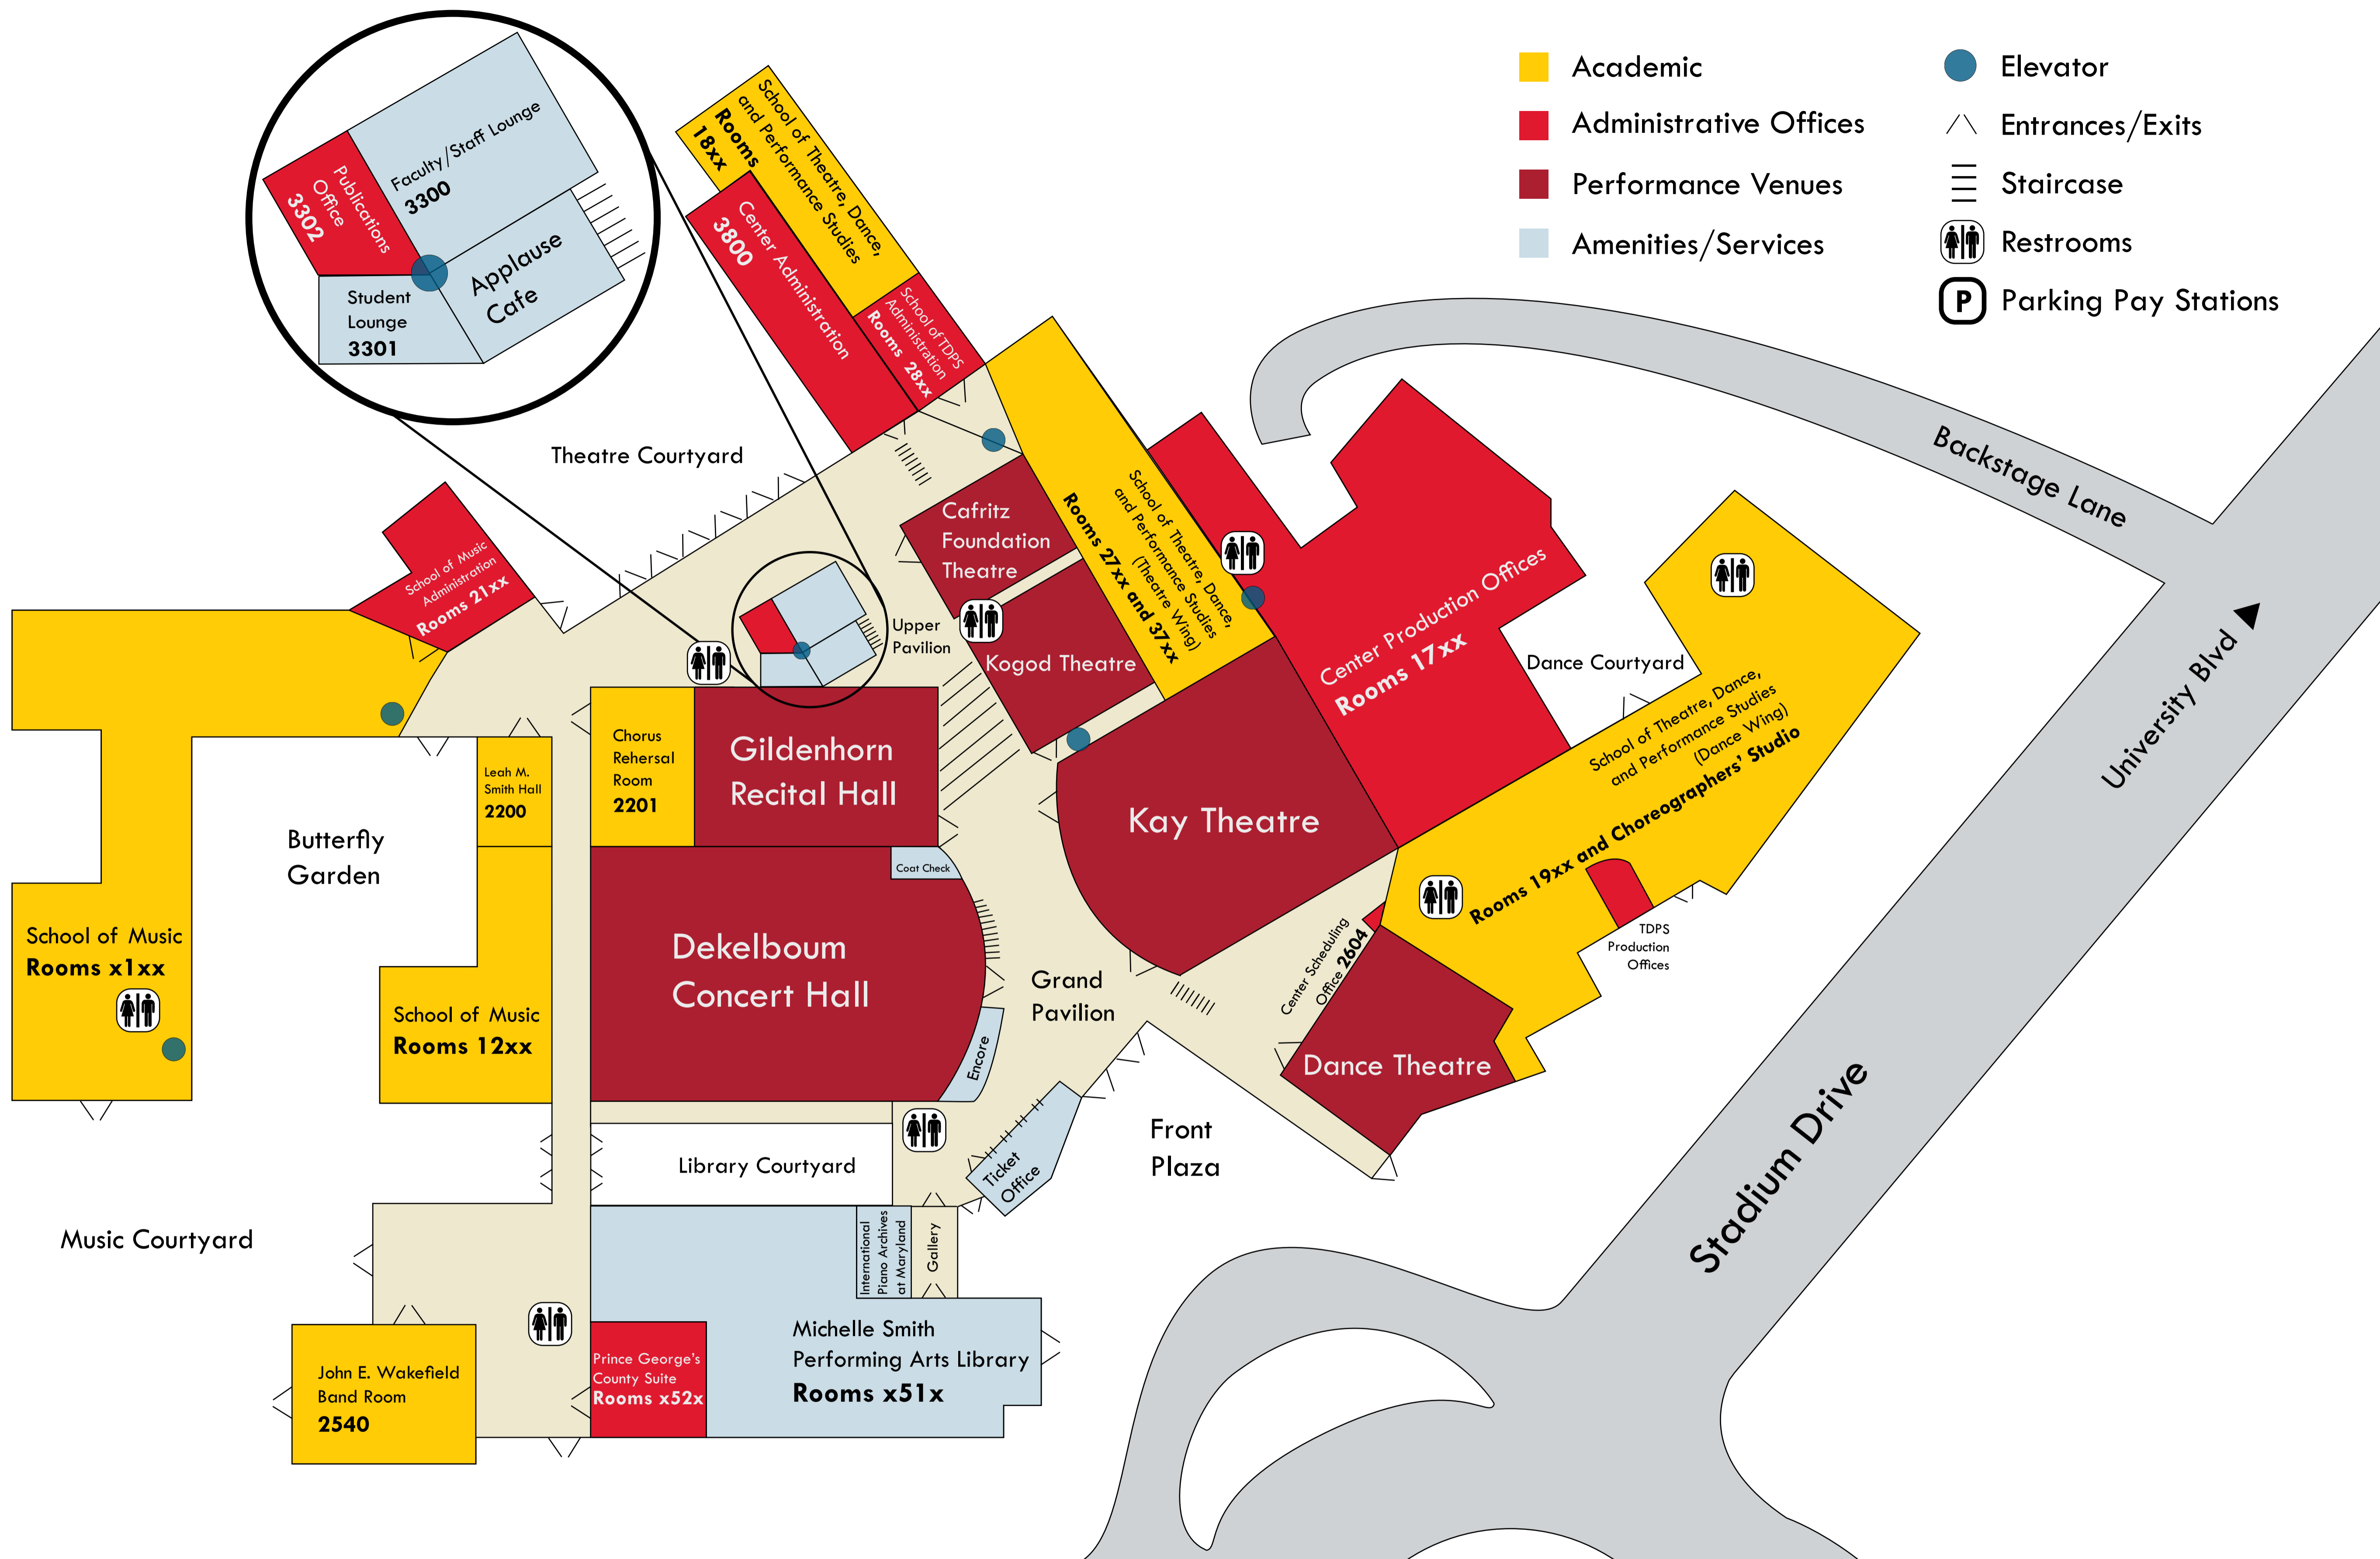 Academic
Administrative Offices
Performance Venues
Amenities/Services
Elevator
Entrances/Exits
Staircase
Restrooms
P
Parking Pay Stations
Faculty/Staff Lounge
3300
Publications
Office
3302
Student
Lounge
3301
Applause
Cafe
School of Theatre, Dance,
and Performance Studies
Rooms
18xx
Center Administration
3800
School of TDPS
Administration
Rooms 28xx
Theatre Courtyard
School of Music
Administration
Rooms 21xx
Cafritz
Foundation
Theatre
Kogod Theatre
School of Theatre, Dance,
and Performance Studies
(Theatre Wing)
Rooms 27xx and 37xx
Upper
Pavilion
Center Production Offices
Rooms 17xx
Dance Courtyard
Backstage Lane
University Blvd
Stadium Drive
School of Theatre, Dance,
and Performance Studies
(Dance Wing)
Rooms 19xx and Choreographers' Studio
TDPS
Production
Offices
Kay Theatre
Center Scheduling
Office 2604
Dance Theatre
Chorus
Rehersal
Room
2201
Gildenhorn
Recital Hall
Leah M.
Smith Hall
2200
Butterfly
Garden
School of Music
Rooms x1xx
School of Music
Rooms 12xx
Coat Check
Dekelboum
Concert Hall
Encore
Grand
Pavilion
Ticket
Office
Front
Plaza
Library Courtyard
Music Courtyard
International
Piano Archives
at Maryland
Gallery
Michelle Smith
Performing Arts Library
Rooms x51x
Prince George's
County Suite
Rooms x52x
John E. Wakefield
Band Room
2540